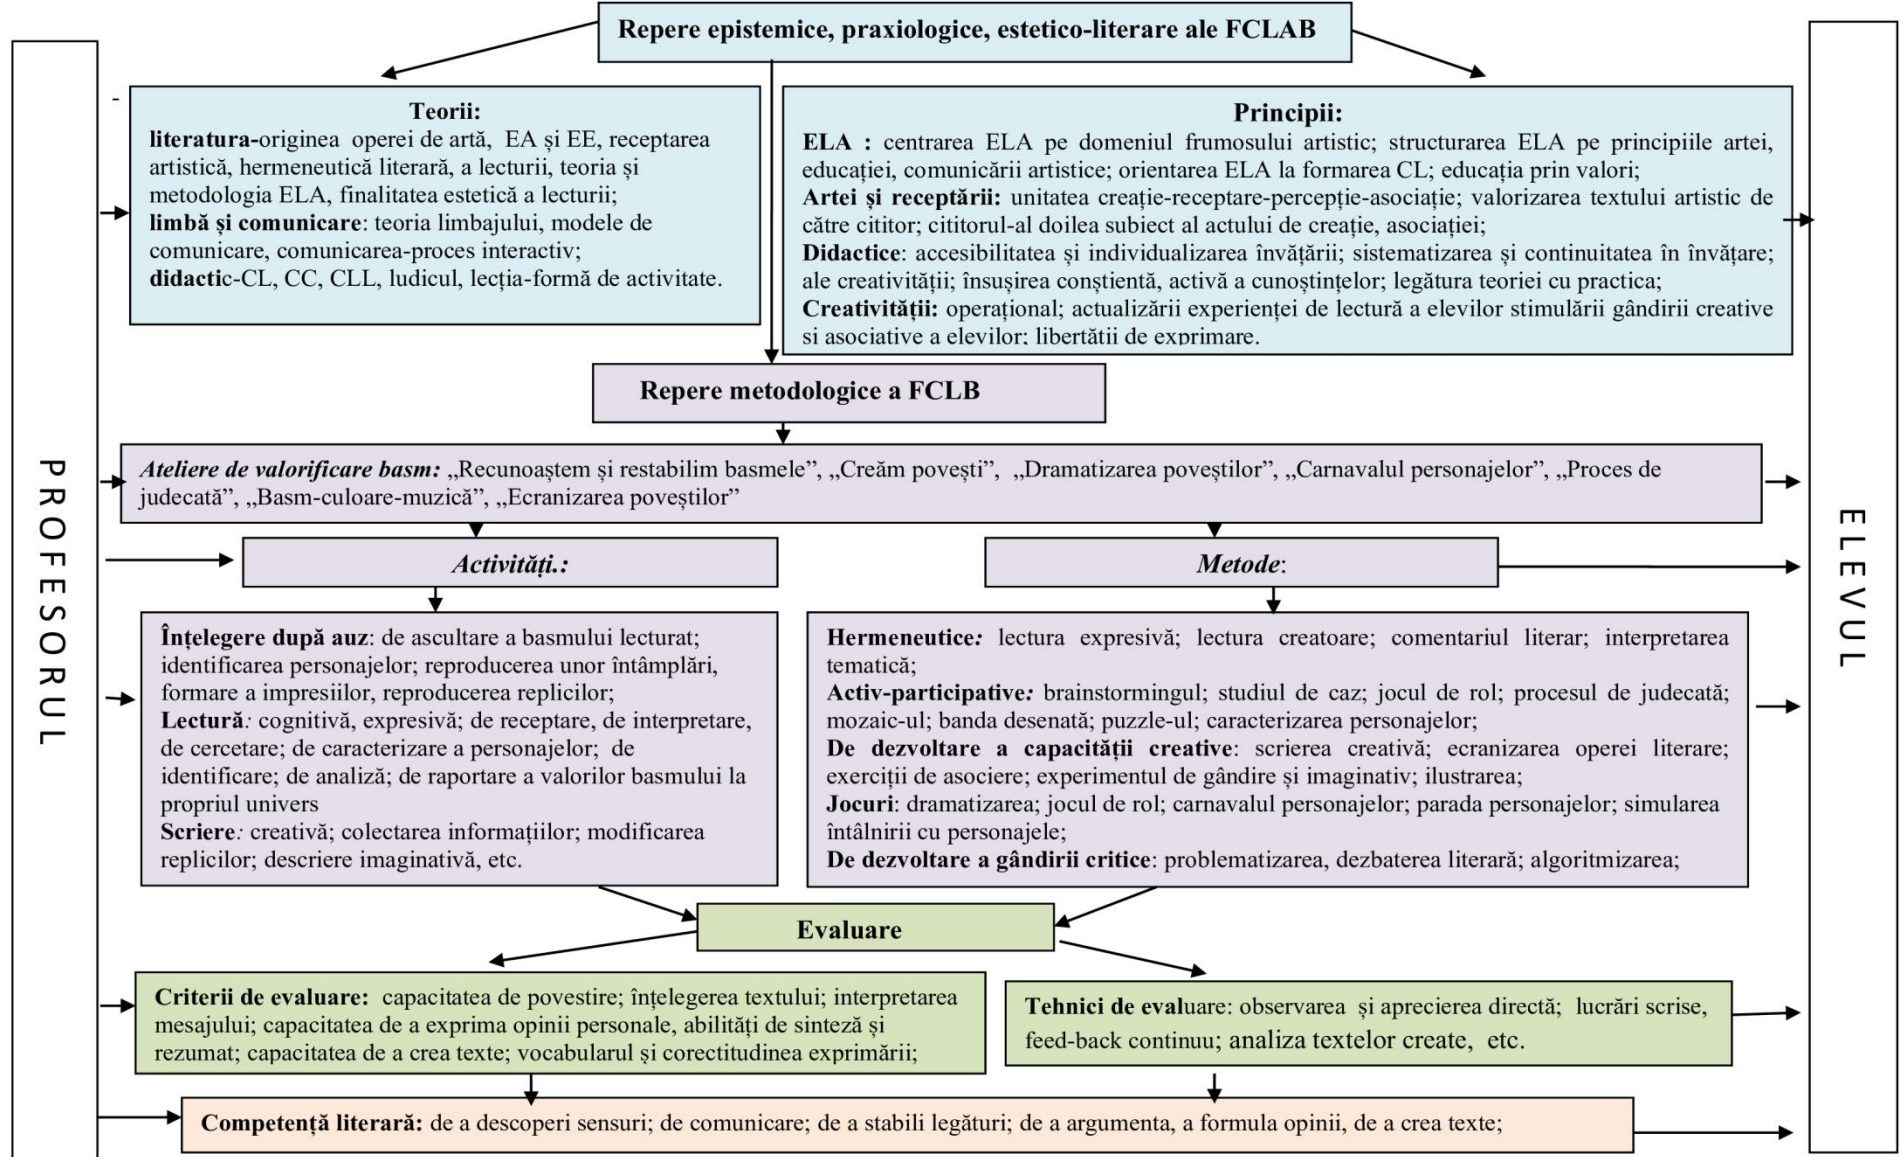 Repere epistemice, praxiologice, estetico-literare ale FCLAB
PROFESORUL
-
Teorii:
literatura-originea operei de artă, EA și EE, receptarea
artistică, hermeneutică literară, a lecturii, teoria și
metodologia ELA, finalitatea estetică a lecturii;
limbă și comunicare: teoria limbajului, modele de
comunicare, comunicarea-proces interactiv;
didactic-CL, CC, CLL, ludicul, lecția-formă de activitate.
Principii:
ELA : centrarea ELA pe domeniul frumosului artistic; structurarea ELA pe principiile artei,
educației, comunicării artistice; orientarea ELA la formarea CL; educația prin valori;
Artei și receptării: unitatea creație-receptare-percepție-asociație; valorizarea textului artistic de
către cititor; cititorul-al doilea subiect al actului de creație, asociației;
Didactice: accesibilitatea și individualizarea învățării; sistematizarea și continuitatea în învățare;
ale creativității; însușirea conștientă, activă a cunoștințelor; legătura teoriei cu practica;
Creativității: operațional; actualizării experienței de lectură a elevilor stimulării gândirii creative
si asociative a elevilor; libertătii de exprimare.
Repere metodologice a FCLB
Ateliere de valorificare basm: „Recunoaștem și restabilim basmele”, „Creăm povești”, „Dramatizarea poveștilor”, „Carnavalul personajelor”, „Proces de
judecată”, „Basm-culoare-muzică”, „Ecranizarea poveștilor”
Activități.:
Metode:
Înțelegere după auz: de ascultare a basmului lecturat;
identificarea personajelor; reproducerea unor întâmplări,
formare a impresiilor, reproducerea replicilor;
Lectură: cognitivă, expresivă; de receptare, de interpretare,
de cercetare; de caracterizare a personajelor; de
identificare; de analiză; de raportare a valorilor basmului la
propriul univers
Scriere: creativă; colectarea informațiilor; modificarea
replicilor; descriere imaginativă, etc.
Hermeneutice: lectura expresivă; lectura creatoare; comentariul literar; interpretarea
tematică;
Activ-participative: brainstormingul; studiul de caz; jocul de rol; procesul de judecată;
mozaic-ul; banda desenată; puzzle-ul; caracterizarea personajelor;
De dezvoltare a capacității creative: scrierea creativă; ecranizarea operei literare;
exerciții de asociere; experimentul de gândire și imaginativ; ilustrarea;
Jocuri: dramatizarea; jocul de rol; carnavalul personajelor; parada personajelor; simularea
întâlnirii cu personajele;
De dezvoltare a gândirii critice: problematizarea, dezbaterea literară; algoritmizarea;
Evaluare
Criterii de evaluare: capacitatea de povestire; înțelegerea textului; interpretarea
mesajului; capacitatea de a exprima opinii personale, abilități de sinteză și
rezumat; capacitatea de a crea texte; vocabularul și corectitudinea exprimării;
Tehnici de evaluare: observarea și aprecierea directă; lucrări scrise,
feed-back continuu; analiza textelor create, etc.
Competență literară: de a descoperi sensuri; de comunicare; de a stabili legături; de a argumenta, a formula opinii, de a crea texte;
ELEVUL